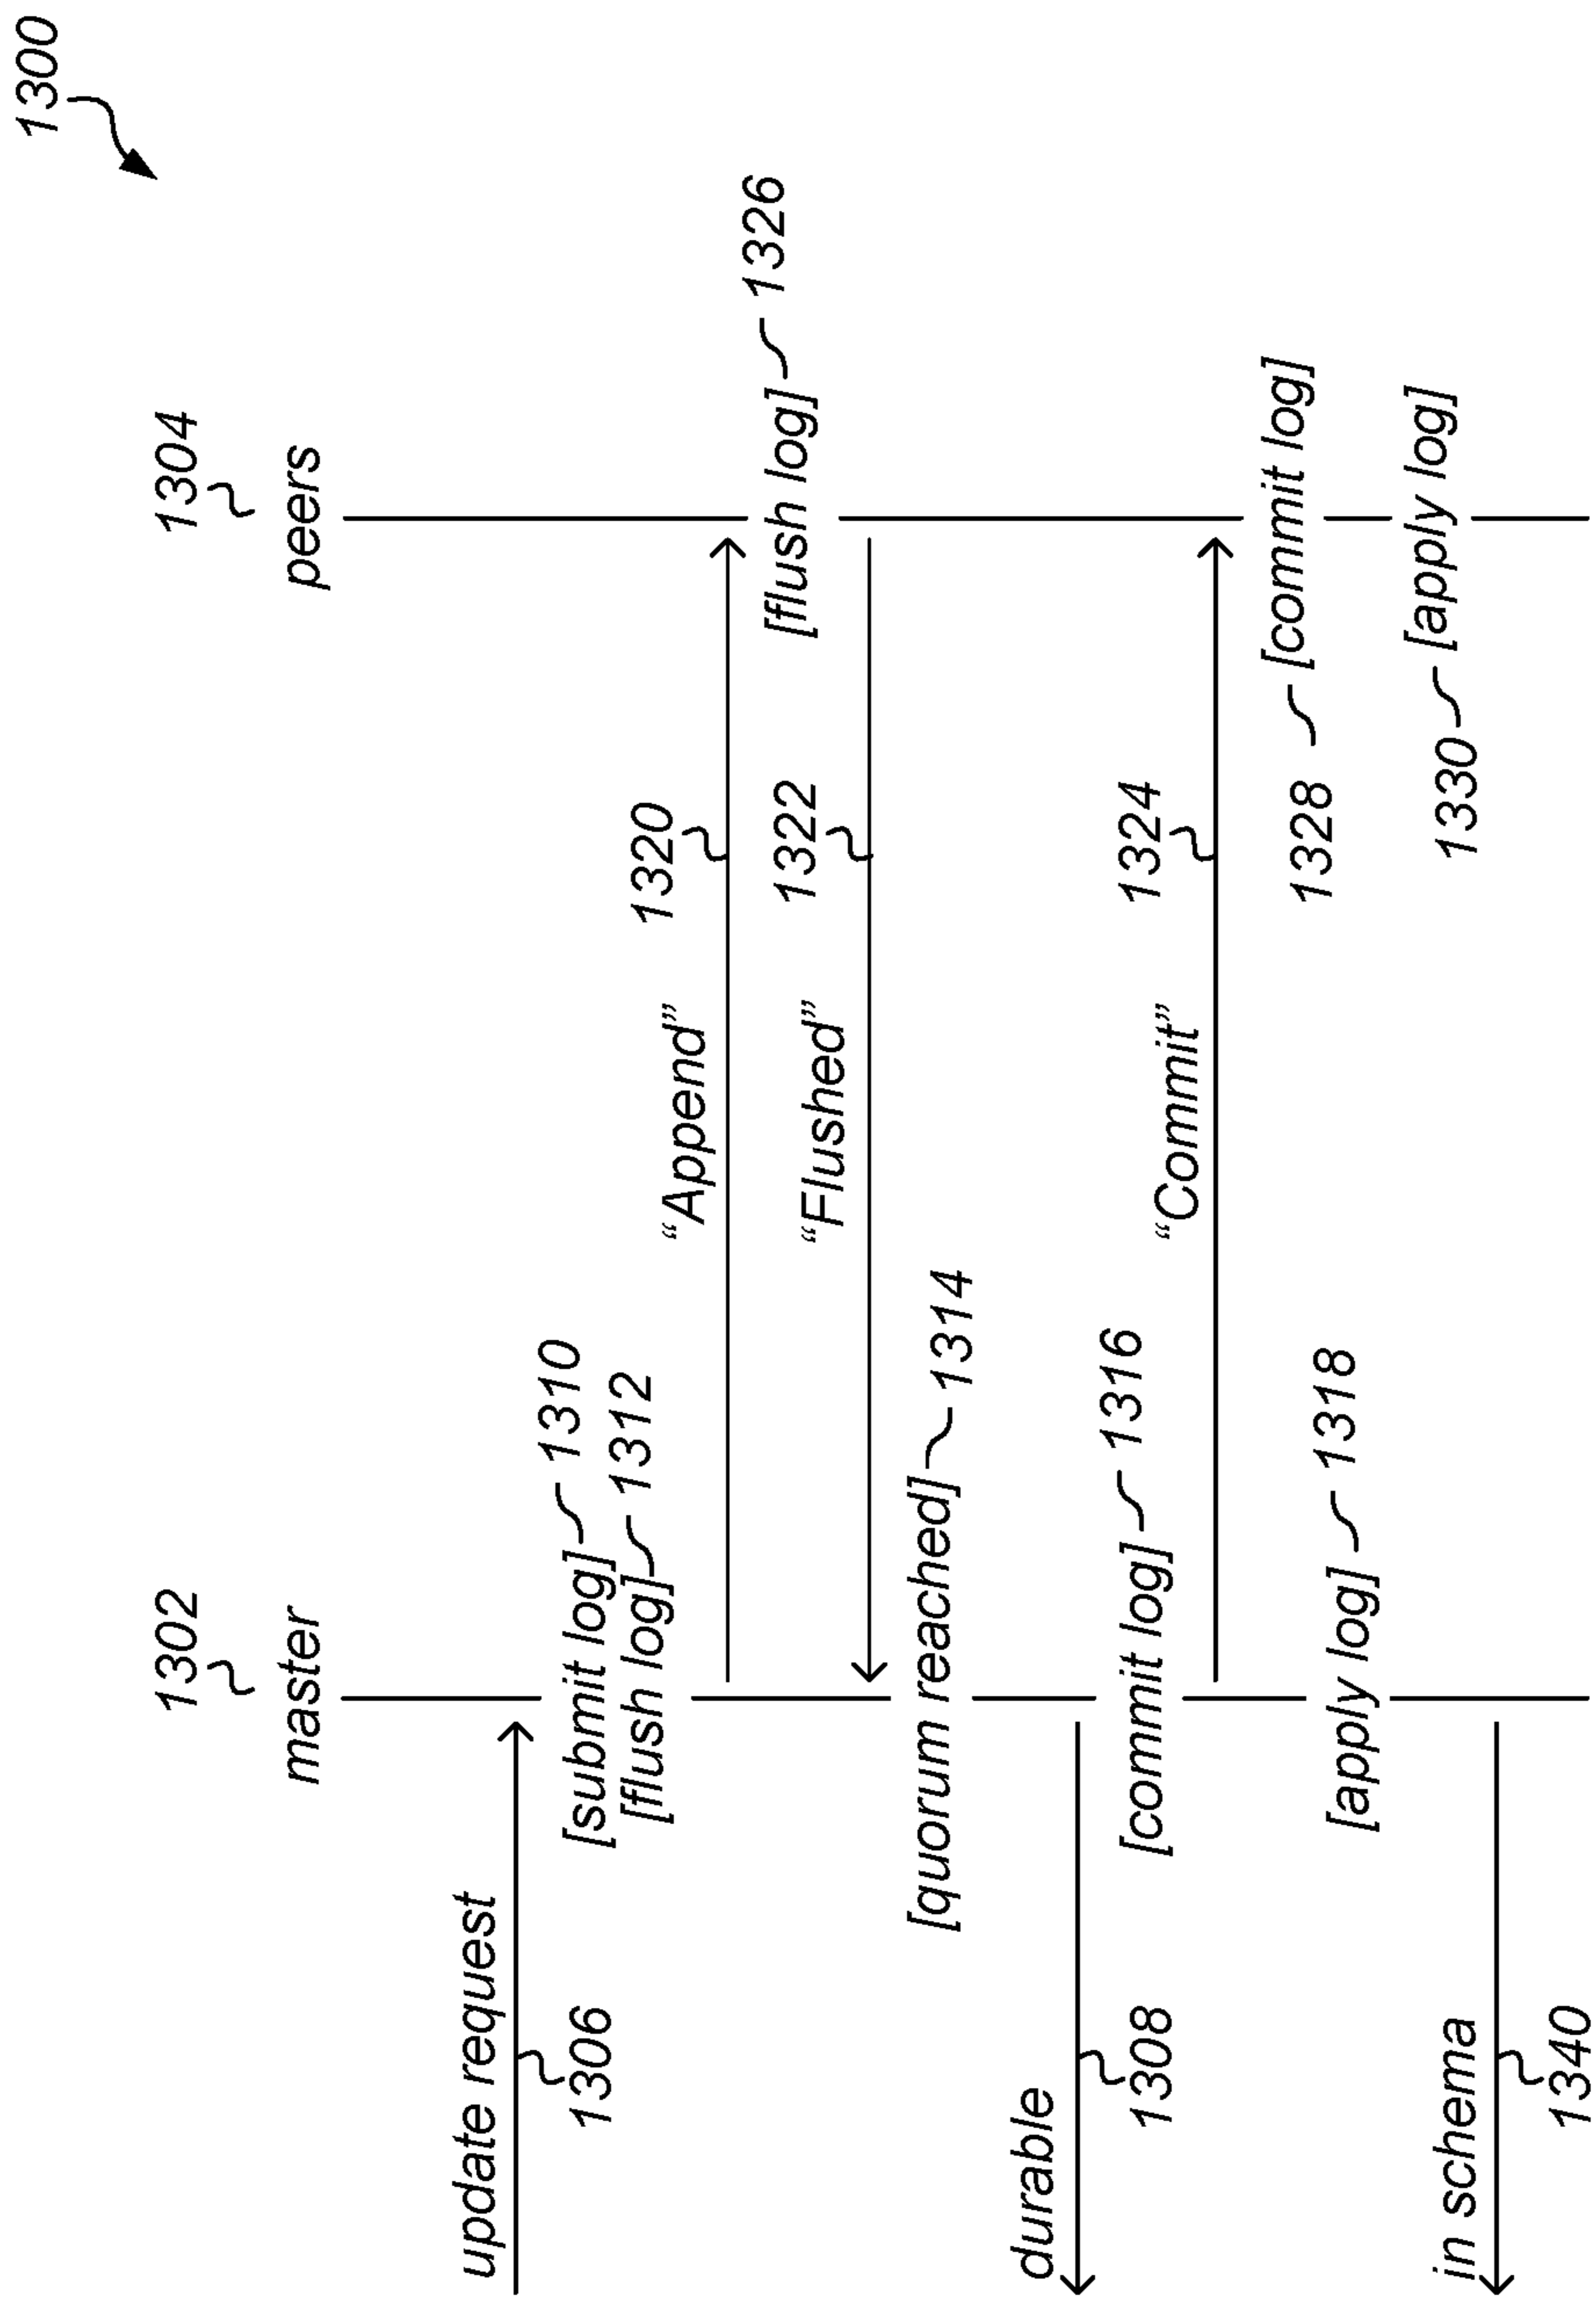 1300
1302
1304
master
peers
update request
1306
[submit log] 1310
[flush log] 1312
"Append"
1320
[flush log] 1326
"Flushed"
1322
[quorum reached] 1314
durable
1308
[commit log] 1316
"Commit"
1324
1328 [commit log]
[apply log] 1318
1330 [apply log]
in schema
1340